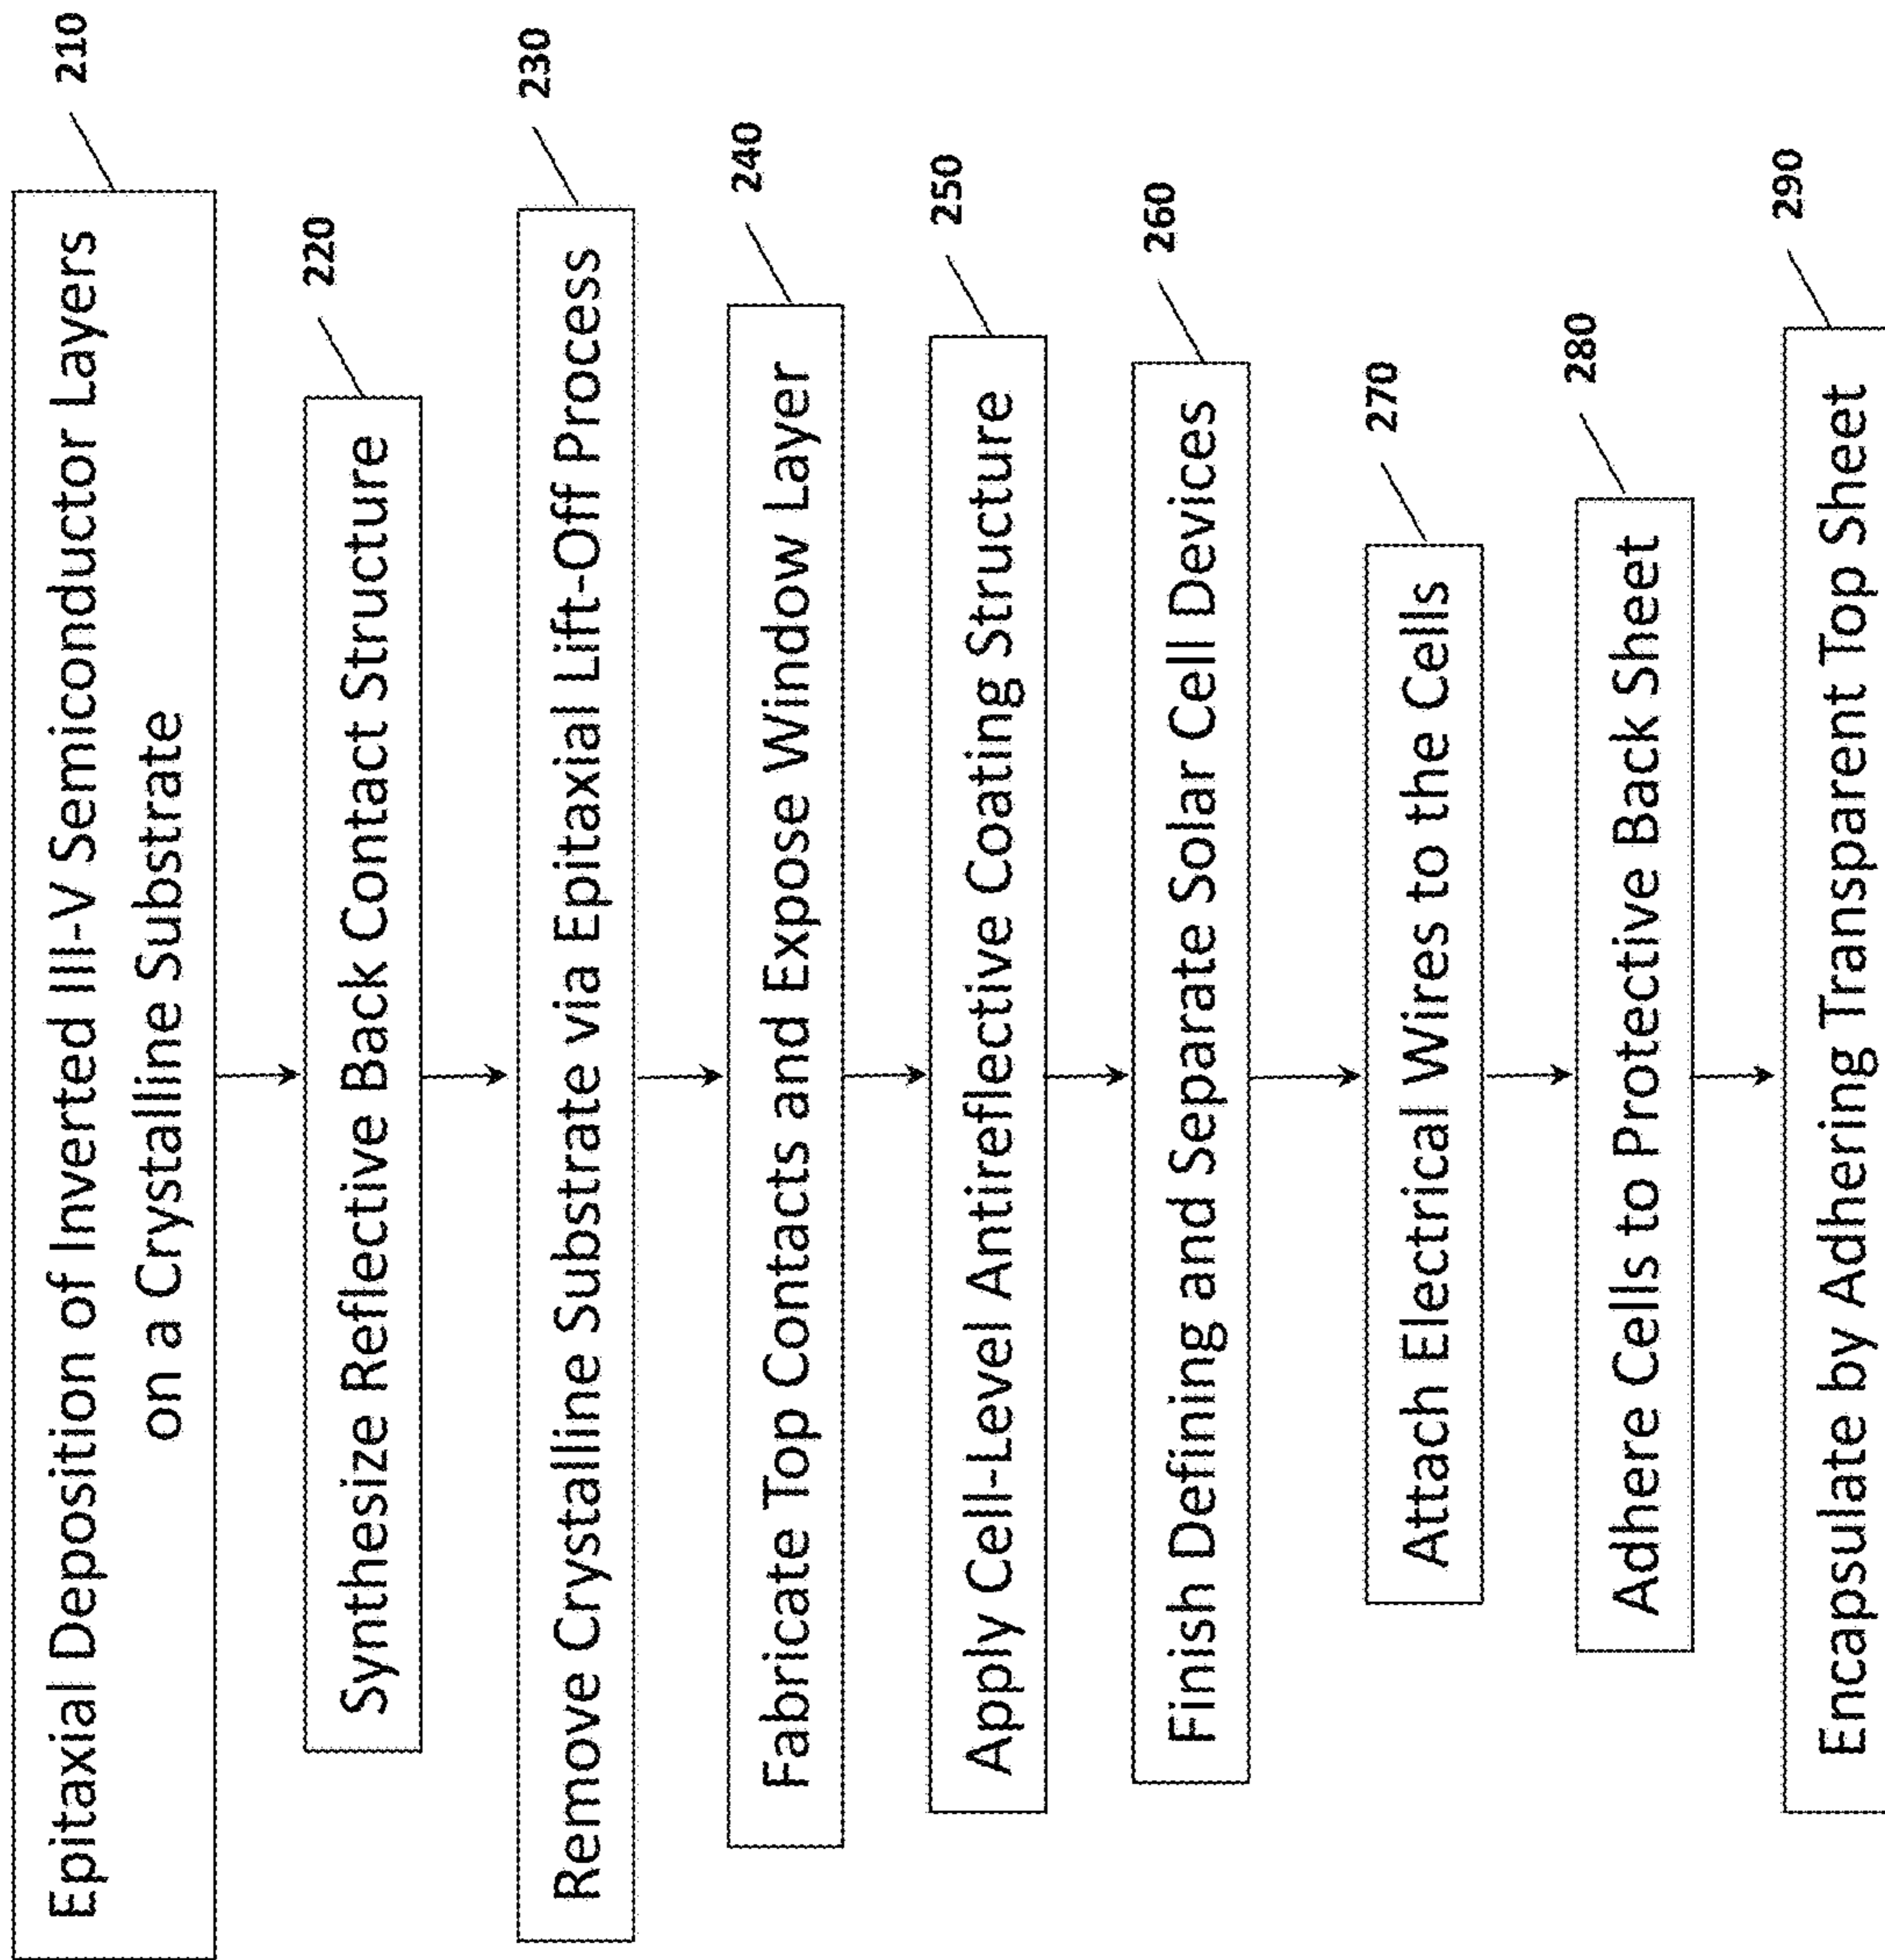 Epitaxial Deposition of Inverted III-V Semiconductor Layers
on a Crystalline Substrate
210
Synthesize Reflective Back Contact Structure
220
Remove Crystalline Substrate via Epitaxial Lift-Off Process
230
Fabricate Top Contacts and Expose Window Layer
240
Apply Cell-Level Antireflective Coating Structure
250
Finish Defining and Separate Solar Cell Devices
260
Attach Electrical Wires to the Cells
270
Adhere Cells to Protective Back Sheet
280
Encapsulate by Adhering Transparent Top Sheet
290